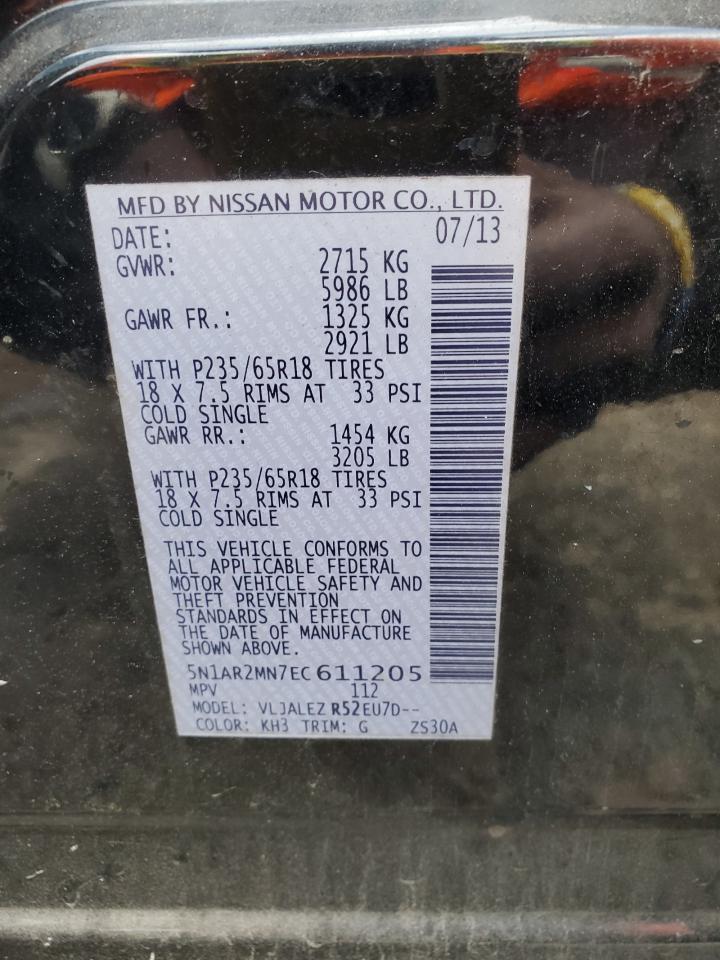 MFD BY NISSAN MOTOR CO., LTD.
DATE: 07/13
GVWR: 2715 KG
5986 LB
GAWR FR.: 1325 KG
2921 LB
WITH P235/65R18 TIRES
18 X 7.5 RIMS AT 33 PSI
COLD SINGLE
GAWR RR.: 1454 KG
3205 LB
WITH P235/65R18 TIRES
18 X 7.5 RIMS AT 33 PSI
COLD SINGLE
THIS VEHICLE CONFORMS TO
ALL APPLICABLE FEDERAL
MOTOR VEHICLE SAFETY AND
THEFT PREVENTION
STANDARDS IN EFFECT ON
THE DATE OF MANUFACTURE
SHOWN ABOVE.
5N1AR2MN7EC611205
MPV 112
MODEL: VLJALEZ R52EU7D--
COLOR: KH3 TRIM: G ZS30A